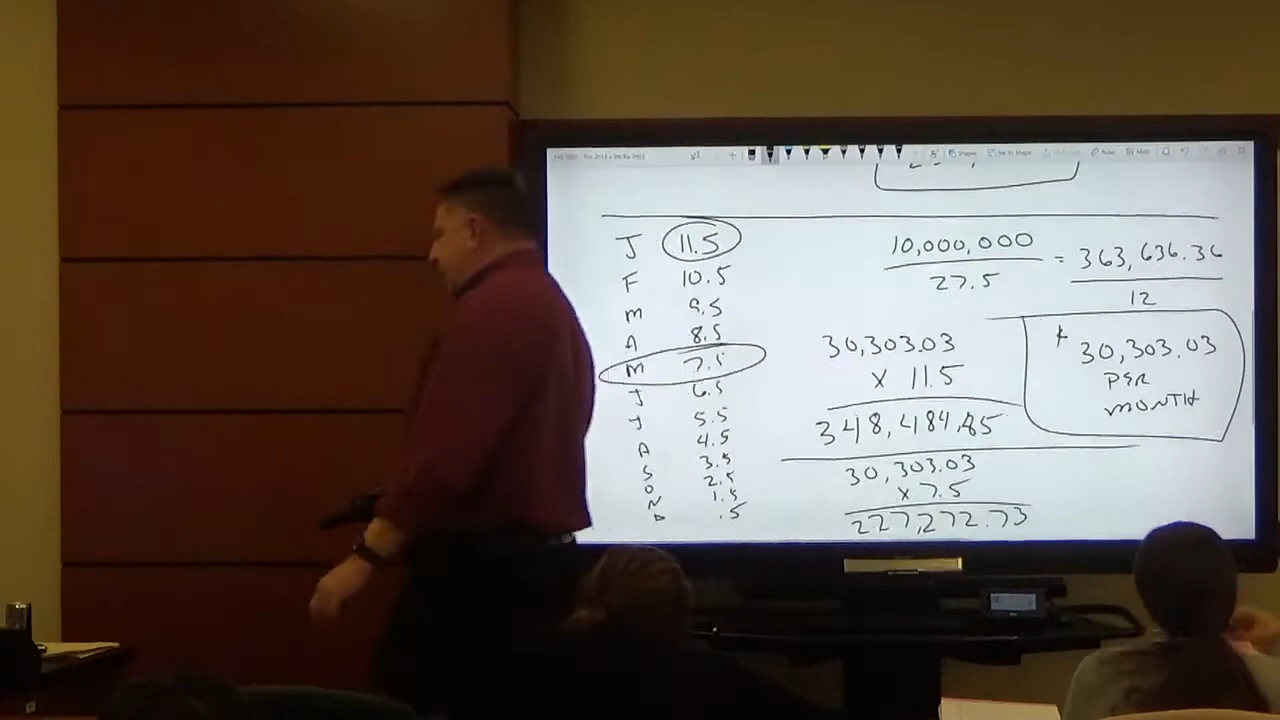 J 11.5
F 10.5
M 9.5
A 8.5
M 7.5
J 6.5
J 5.5
A 4.5
S 3.5
O 2.5
N 1.5
D .5
10,000,000
27.5
= 363,636.36
12
30,303.03
X 11.5
348,484.85
30,303.03
PER
MONTH
30,303.03
X 7.5
227,272.73